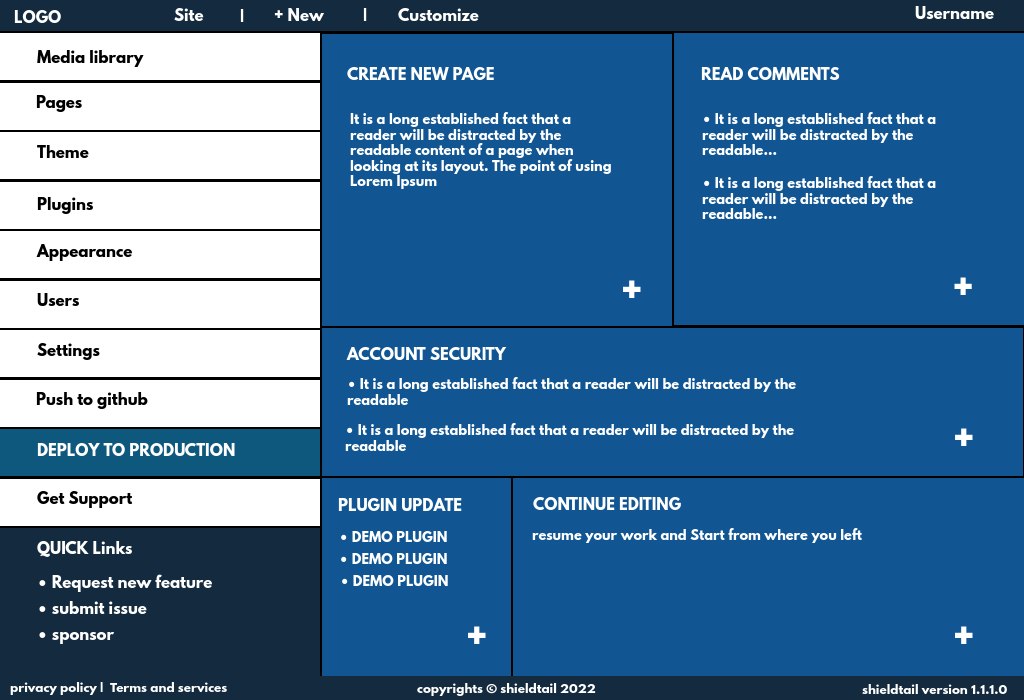 LOGO Site | + New | Customize Username
Media library
Pages
Theme
Plugins
Appearance
Users
Settings
Push to github
DEPLOY TO PRODUCTION
Get Support
QUICK Links
• Request new feature
• submit issue
• sponsor
CREATE NEW PAGE
It is a long established fact that a
reader will be distracted by the
readable content of a page when
looking at its layout. The point of using
Lorem Ipsum
+
READ COMMENTS
• It is a long established fact that a
reader will be distracted by the
readable...
• It is a long established fact that a
reader will be distracted by the
readable...
+
ACCOUNT SECURITY
• It is a long established fact that a reader will be distracted by the
readable
• It is a long established fact that a reader will be distracted by the
readable
+
PLUGIN UPDATE
• DEMO PLUGIN
• DEMO PLUGIN
• DEMO PLUGIN
+
CONTINUE EDITING
resume your work and Start from where you left
+
privacy policy | Terms and services copyrights © shieldtail 2022 shieldtail version 1.1.1.0